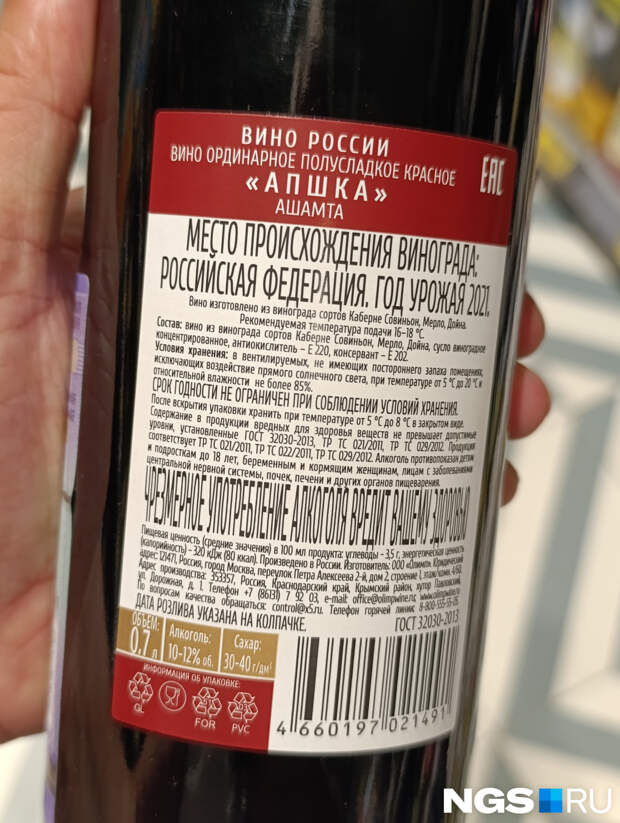 ВИНО РОССИИ
ВИНО ОРДИНАРНОЕ ПОЛУСЛАДКОЕ КРАСНОЕ
«АПШКА»
АШАМТА
EAC
МЕСТО ПРОИСХОЖДЕНИЯ ВИНОГРАДА:
РОССИЙСКАЯ ФЕДЕРАЦИЯ. ГОД УРОЖАЯ 2021.
Вино изготовлено из винограда сортов Каберне Совиньон, Мерло, Дойна.
Рекомендуемая температура подачи 16-18°C.
Состав: вино из винограда сортов Каберне Совиньон, Мерло, Дойна, сусло виноградное
концентрированное, антиокислитель – Е 220, консервант – Е 202.
Условия хранения: в вентилируемых, не имеющих постороннего запаха помещениях,
исключающих воздействие прямого солнечного света, при температуре от 5 °C до 20 °C и
относительной влажности не более 85%.
СРОК ГОДНОСТИ НЕ ОГРАНИЧЕН ПРИ СОБЛЮДЕНИИ УСЛОВИЙ ХРАНЕНИЯ.
После вскрытия упаковки хранить при температуре от 5 °C до 8 °C в закрытом виде.
Содержание в продукции вредных для здоровья веществ не превышает допустимые
уровни, установленные ГОСТ 32030-2013, ТР ТС 021/2011, ТР ТС 029/2012. Продукция
соответствует ТР ТС 021/2011, ТР ТС 022/2011, ТР ТС 029/2012. Алкоголь противопоказан детям
и подросткам до 18 лет, беременным и кормящим женщинам, лицам с заболеваниями
центральной нервной системы, почек, печени и других органов пищеварения.
ЧРЕЗМЕРНОЕ УПОТРЕБЛЕНИЕ АЛКОГОЛЯ ВРЕДИТ ВАШЕМУ ЗДОРОВЬЮ
Пищевая ценность (средние значения) в 100 мл продукта: углеводы - 3,5 г, энергетическая ценность
(калорийность) - 320 кДж (80 ккал). Произведено в России. Изготовитель: ООО «Олимп». Юридический
адрес: 121471, Россия, город Москва, переулок Петра Алексеева 2-й, дом 2, строение 1, этаж/комн. 4/60.
Адрес производства: 353357, Россия, Краснодарский край, Крымский район, хутор Павловский,
ул. Дорожная, д. 1. Телефон +7 (86131) 7 92 03, e-mail: office@olimpwine.ru, www.olimpwine.ru
По вопросам качества обращаться: control@x5.ru. Телефон горячей линии: 8-800-555-55-05.
ДАТА РОЗЛИВА УКАЗАНА НА КОЛПАЧКЕ.
ГОСТ 32030-2013
ОБЪЕМ:
0,7 л
Алкоголь:
10-12% об.
Сахар:
30-40 г/дм³
ИНФОРМАЦИЯ ОБ УПАКОВКЕ:
GL
FOR
PVC
4 660197 021491
NGS RU